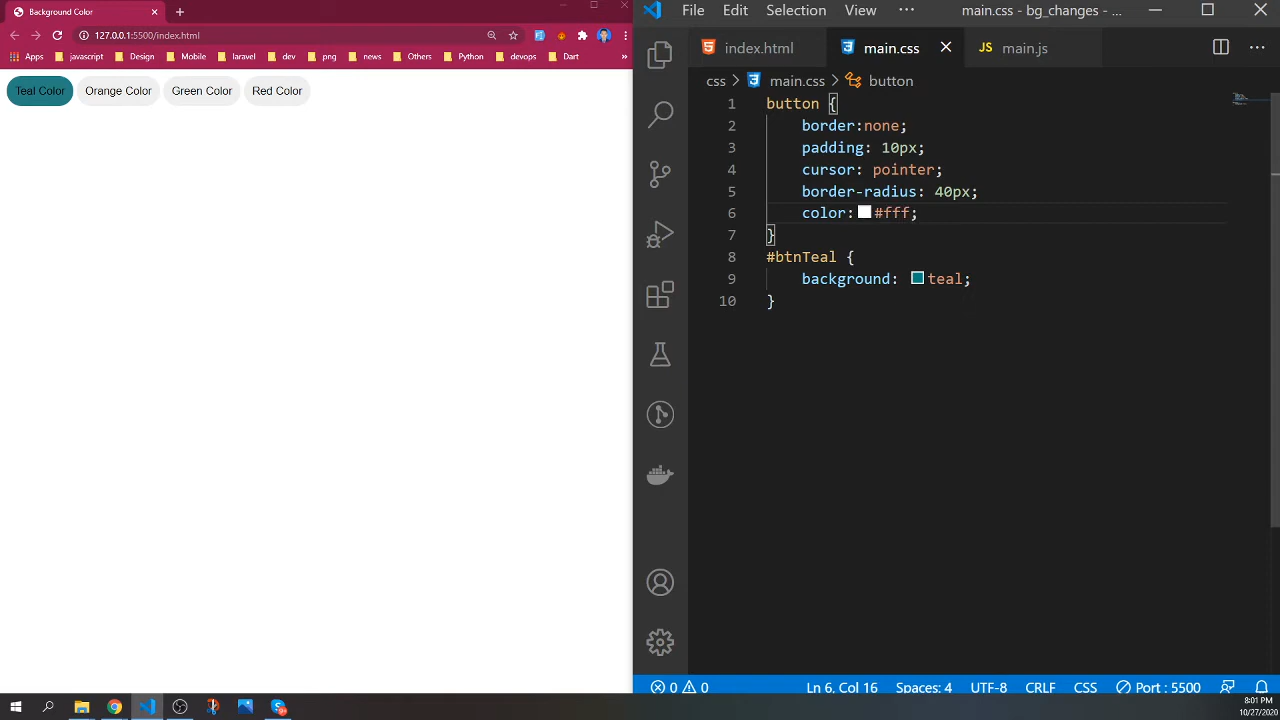 Background Color
127.0.0.1:5500/index.html
Apps javascript Design Mobile laravel dev png news Others Python devops Dart »
Teal Color Orange Color Green Color Red Color
File Edit Selection View ··· main.css - bg_changes - ...
index.html main.css JS main.js
css > main.css > button
1 button {
2 border:none;
3 padding: 10px;
4 cursor: pointer;
5 border-radius: 40px;
6 color: #fff;
7 }
8 #btnTeal {
9 background: teal;
10 }
0 0 Ln 6, Col 16 Spaces: 4 UTF-8 CRLF CSS Port : 5500
8:01 PM
10/27/2020